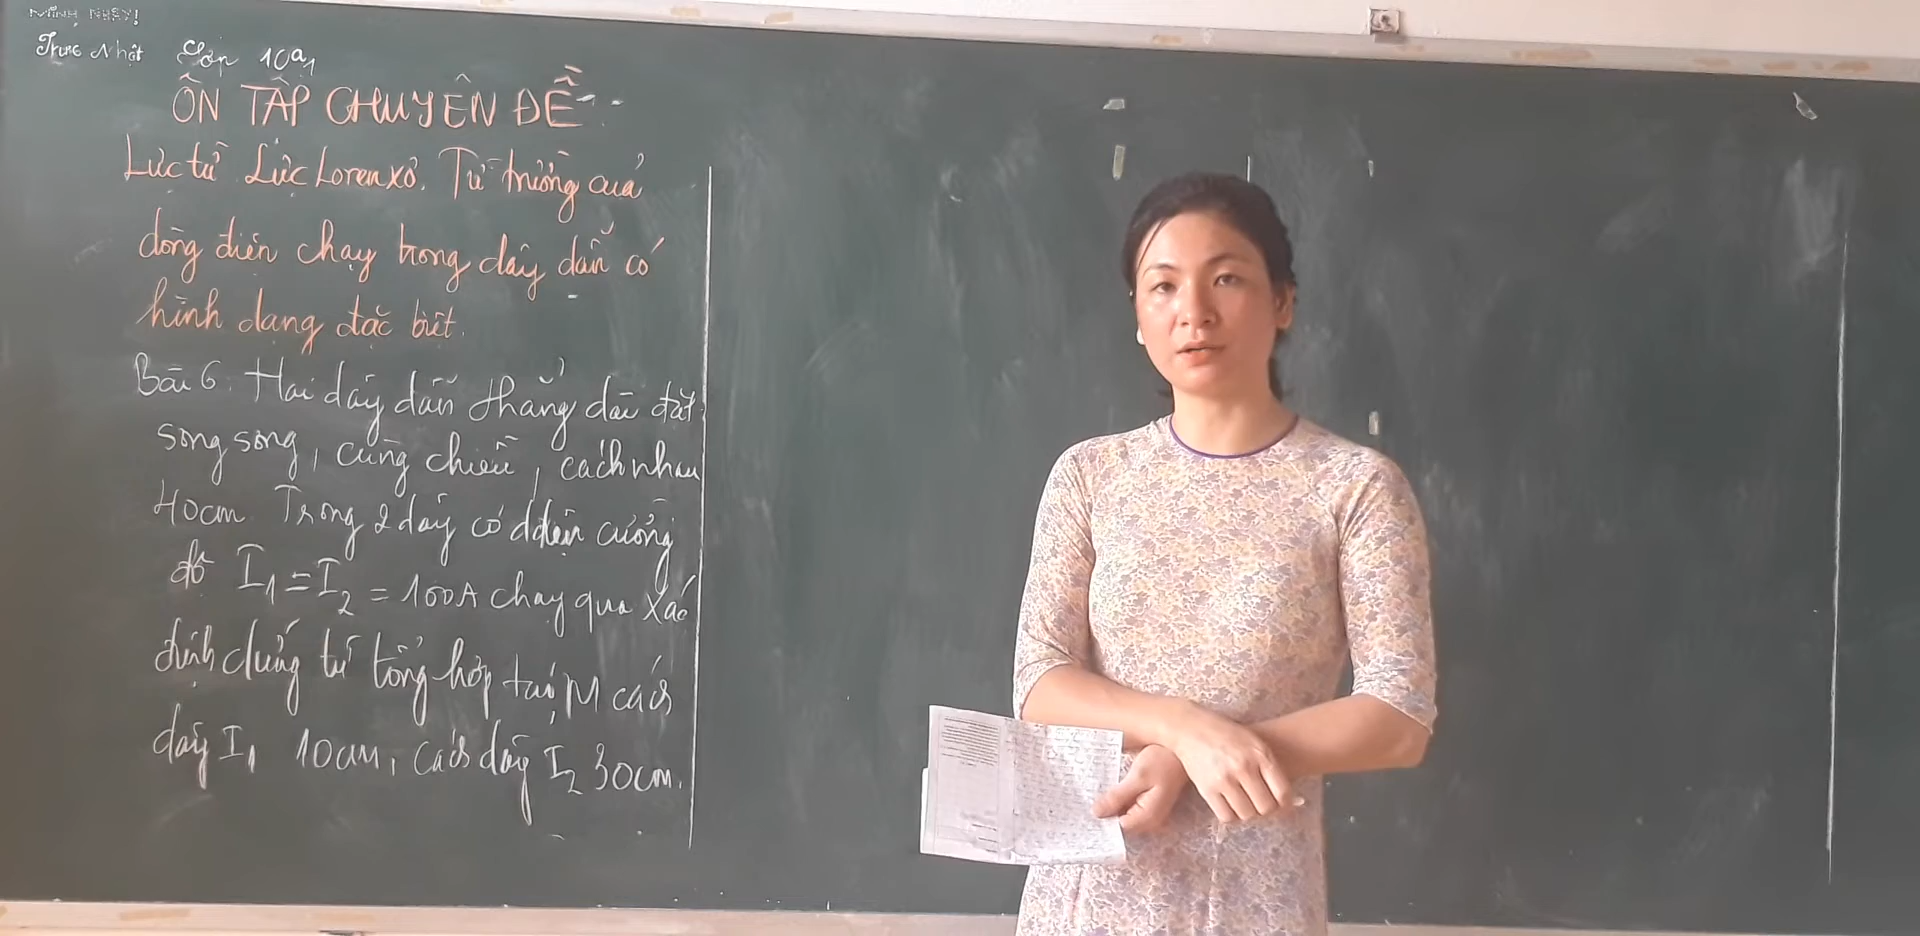 MINH NHẬT!
Trực Nhật Lớp 10a1
ÔN TẬP CHUYÊN ĐỀ
Lực từ Lực Lorenxơ. Từ trường của
dòng điện chạy trong dây dẫn có
hình dạng đặc biệt.
Bài 6. Hai dây dẫn thẳng dài đặt
song song, cùng chiều, cách nhau
40cm. Trong 2 dây có dđiện cường
độ I1 = I2 = 100A chạy qua Xác
định cứng từ tổng hợp tại M cách
dây I1 10cm, cách dây I2 30cm.